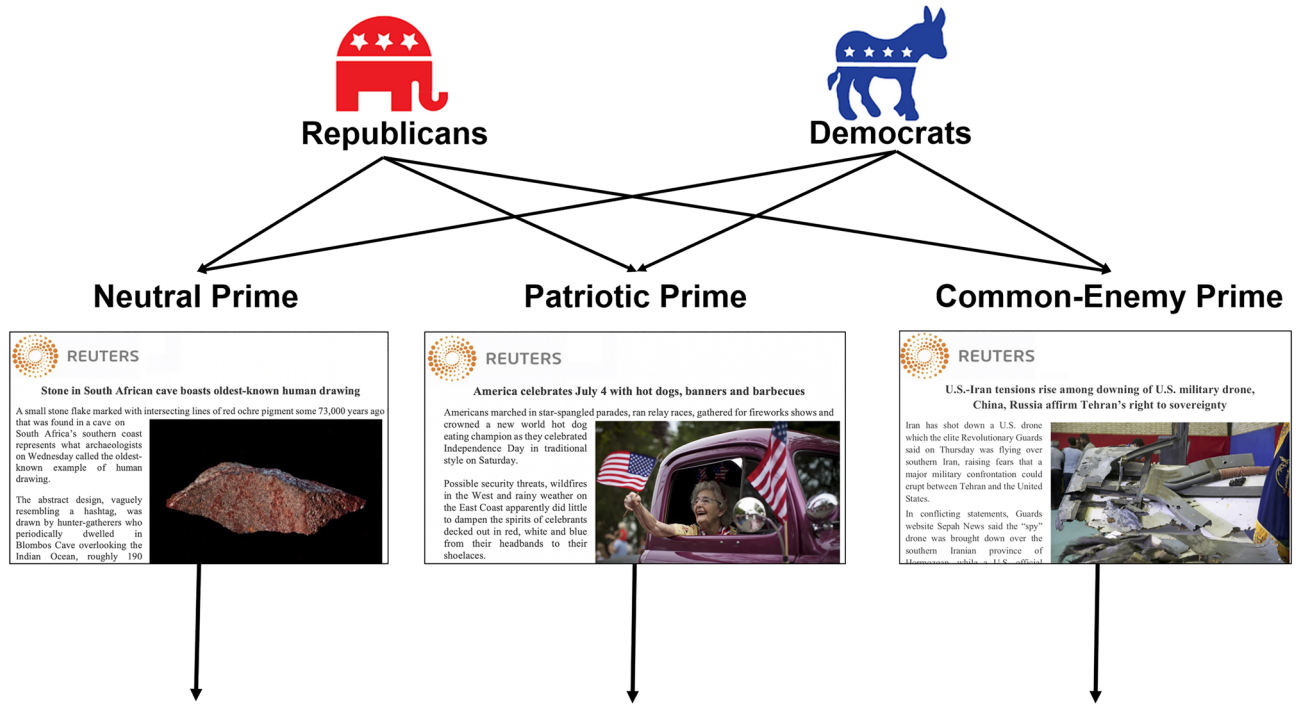 Republicans
Democrats
Neutral Prime
Patriotic Prime
Common-Enemy Prime
REUTERS
Stone in South African cave boasts oldest-known human drawing
A small stone flake marked with intersecting lines of red ochre pigment some 73,000 years ago
that was found in a cave on
South Africa's southern coast
represents what archaeologists
on Wednesday called the oldest-
known example of human
drawing.
The abstract design, vaguely
resembling a hashtag, was
drawn by hunter-gatherers who
periodically dwelled in
Blombos Cave overlooking the
Indian Ocean, roughly 190
REUTERS
America celebrates July 4 with hot dogs, banners and barbecues
Americans marched in star-spangled parades, ran relay races, gathered for fireworks shows and
crowned a new world hot dog
eating champion as they celebrated
Independence Day in traditional
style on Saturday.
Possible security threats, wildfires
in the West and rainy weather on
the East Coast apparently did little
to dampen the spirits of celebrants
decked out in red, white and blue
from their headbands to their
shoelaces.
REUTERS
U.S.-Iran tensions rise among downing of U.S. military drone,
China, Russia affirm Tehran's right to sovereignty
Iran has shot down a U.S. drone
which the elite Revolutionary Guards
said on Thursday was flying over
southern Iran, raising fears that a
major military confrontation could
erupt between Tehran and the United
States.
In conflicting statements, Guards
website Sepah News said the “spy”
drone was brought down over the
southern Iranian province of
Hormozgan, while a U.S. official